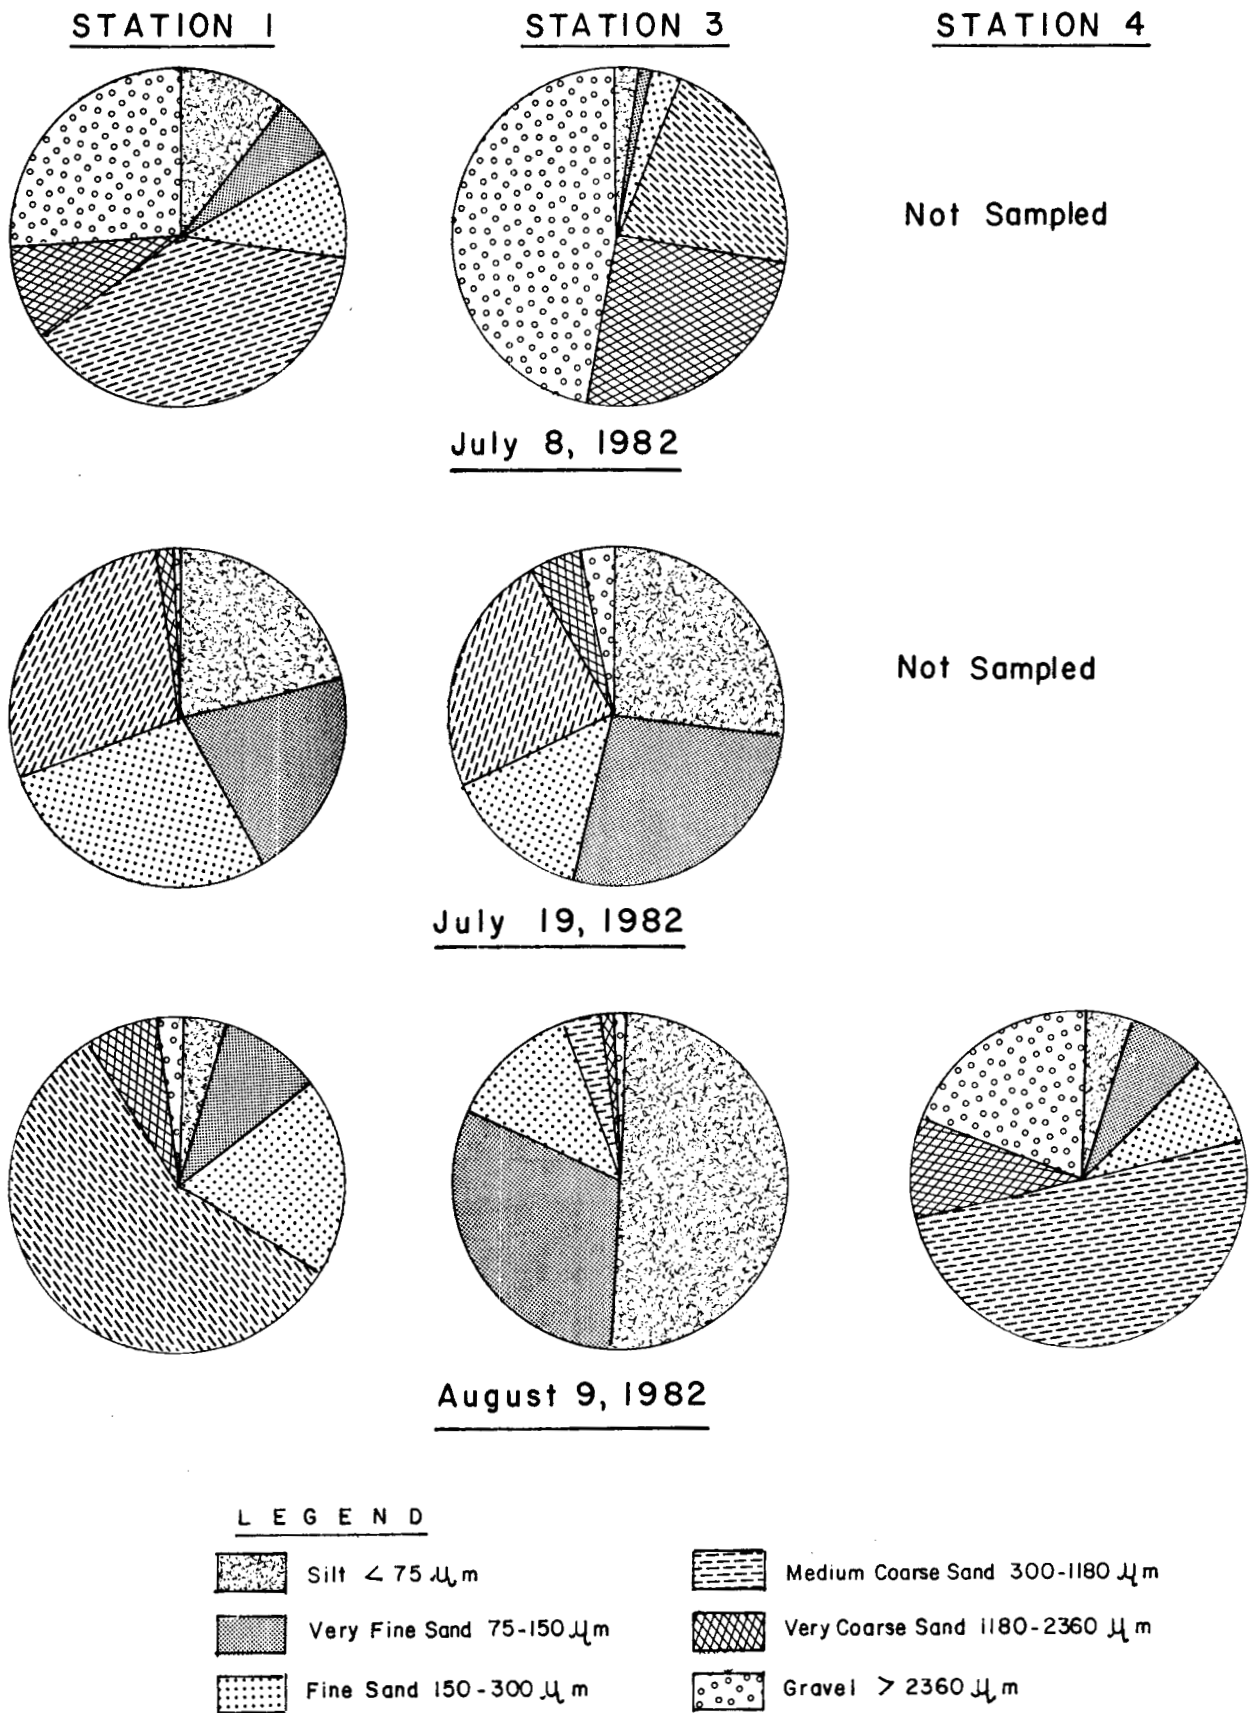 STATION 1
STATION 3
STATION 4
Not Sampled
July 8, 1982
Not Sampled
July 19, 1982
August 9, 1982
LEGEND
Silt < 75 µm
Medium Coarse Sand 300-1180 µm
Very Fine Sand 75-150 µm
Very Coarse Sand 1180-2360 µm
Fine Sand 150-300 µm
Gravel > 2360 µm